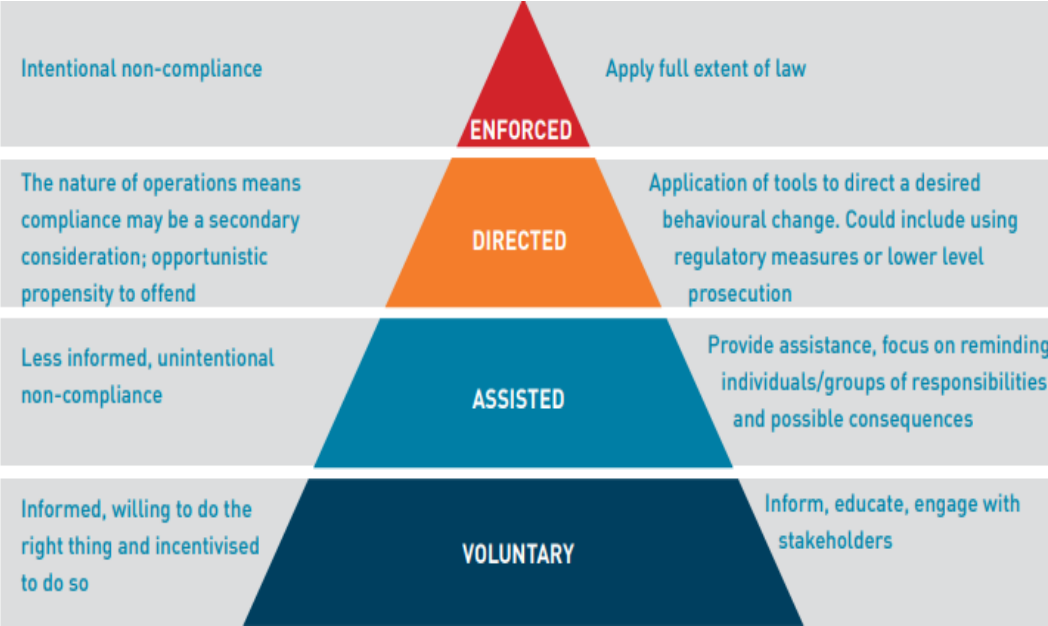 Intentional non-compliance
Apply full extent of law
ENFORCED
The nature of operations means
compliance may be a secondary
consideration; opportunistic
propensity to offend
DIRECTED
Application of tools to direct a desired
behavioural change. Could include using
regulatory measures or lower level
prosecution
Less informed, unintentional
non-compliance
ASSISTED
Provide assistance, focus on reminding
individuals/groups of responsibilities
and possible consequences
Informed, willing to do the
right thing and incentivised
to do so
VOLUNTARY
Inform, educate, engage with
stakeholders